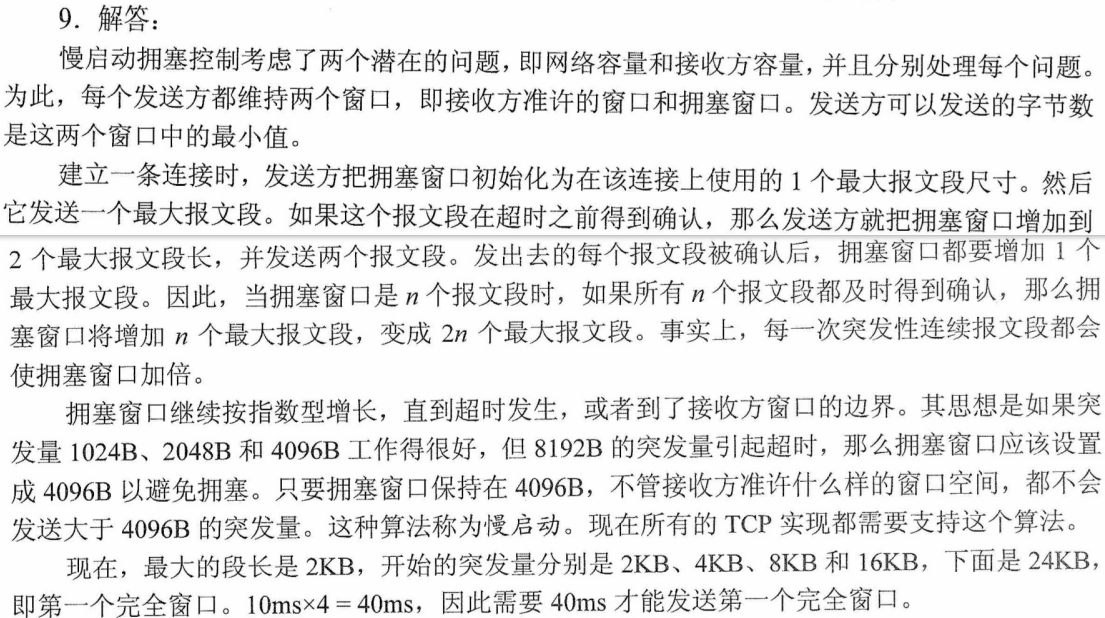 9．解答：
慢启动拥塞控制考虑了两个潜在的问题，即网络容量和接收方容量，并且分别处理每个问题。
为此，每个发送方都维持两个窗口，即接收方准许的窗口和拥塞窗口。发送方可以发送的字节数
是这两个窗口中的最小值。
建立一条连接时，发送方把拥塞窗口初始化为在该连接上使用的 1 个最大报文段尺寸。然后
它发送一个最大报文段。如果这个报文段在超时之前得到确认，那么发送方就把拥塞窗口增加到
2 个最大报文段长，并发送两个报文段。发出去的每个报文段被确认后，拥塞窗口都要增加 1 个
最大报文段。因此，当拥塞窗口是 n 个报文段时，如果所有 n 个报文段都及时得到确认，那么拥
塞窗口将增加 n 个最大报文段，变成 2n 个最大报文段。事实上，每一次突发性连续报文段都会
使拥塞窗口加倍。
拥塞窗口继续按指数型增长，直到超时发生，或者到了接收方窗口的边界。其思想是如果突
发量 1024B、2048B 和 4096B 工作得很好，但 8192B 的突发量引起超时，那么拥塞窗口应该设置
成 4096B 以避免拥塞。只要拥塞窗口保持在 4096B，不管接收方准许什么样的窗口空间，都不会
发送大于 4096B 的突发量。这种算法称为慢启动。现在所有的 TCP 实现都需要支持这个算法。
现在，最大的段长是 2KB，开始的突发量分别是 2KB、4KB、8KB 和 16KB，下面是 24KB，
即第一个完全窗口。10ms×4 = 40ms，因此需要 40ms 才能发送第一个完全窗口。